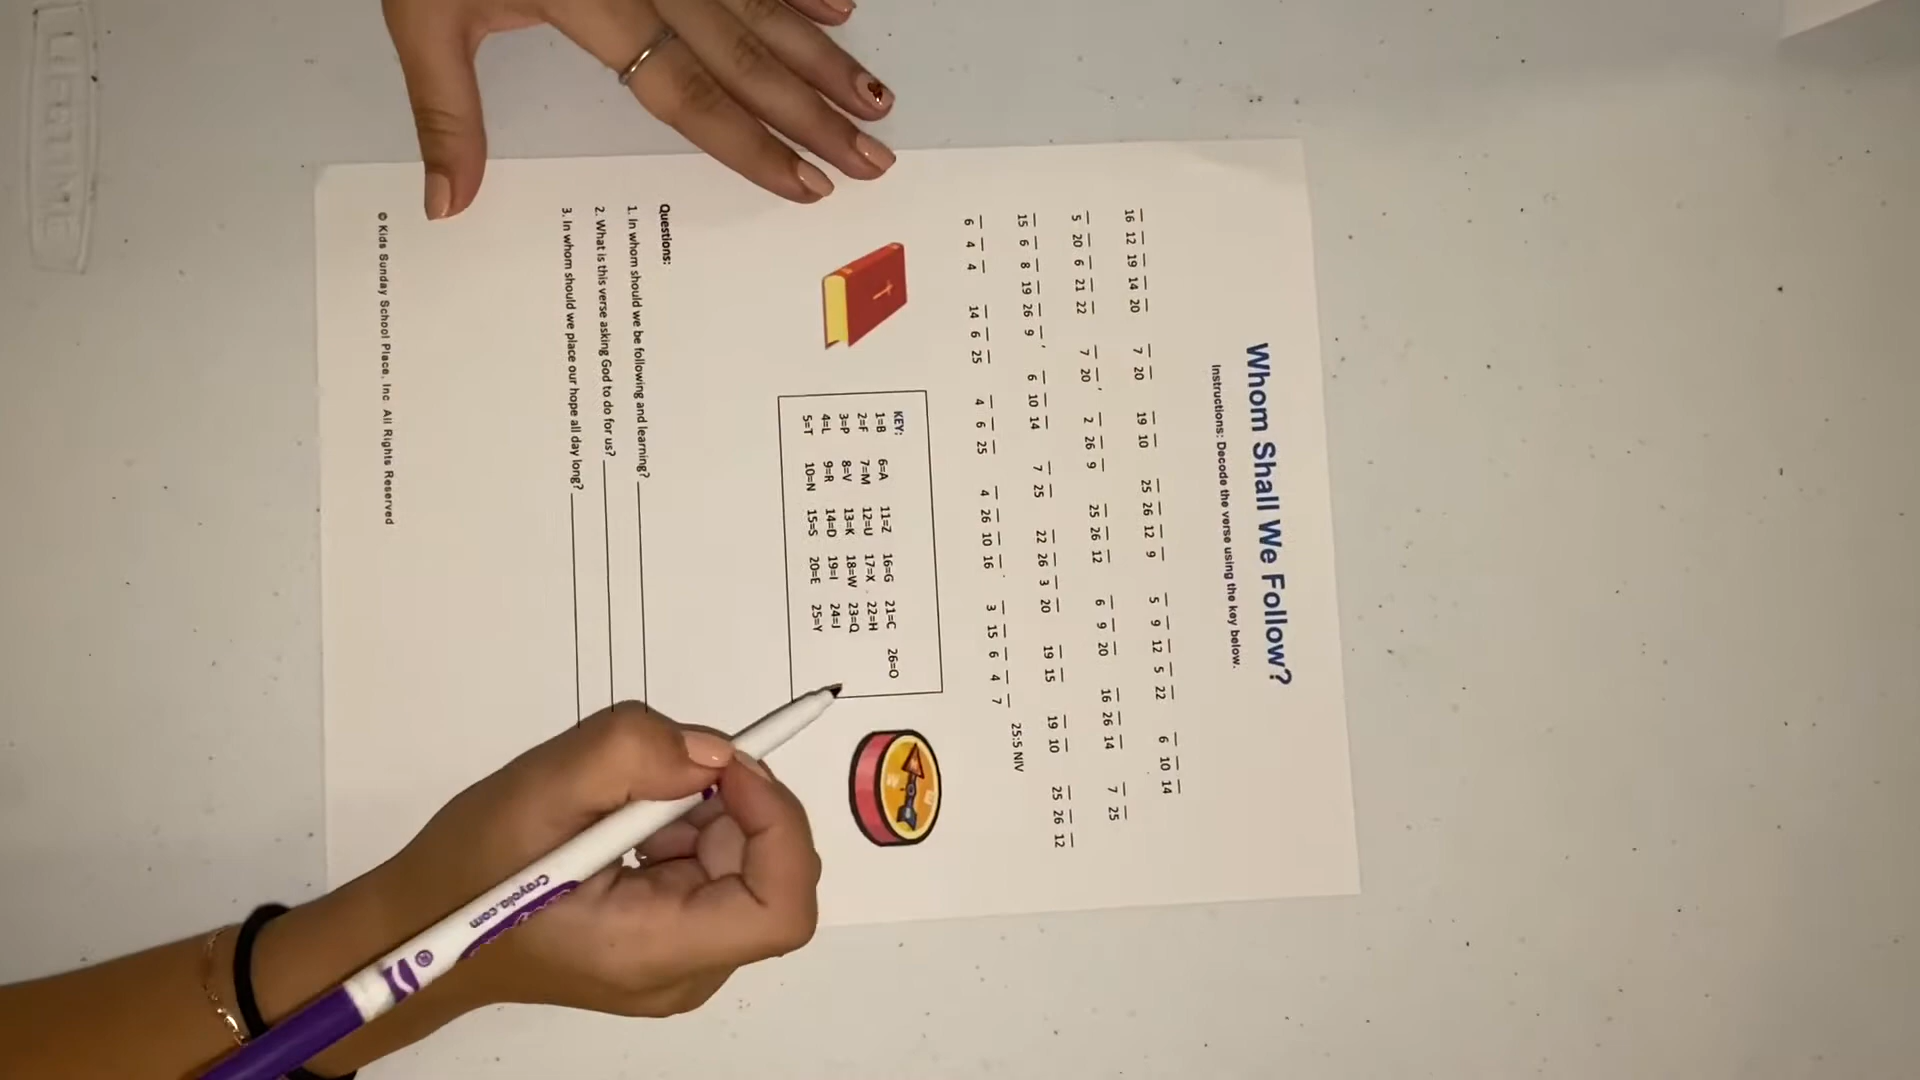 Whom Shall We Follow?
Instructions: Decode the verse using the key below.
16 12 19 14 20 7 20 19 10 25 26 12 9 5 9 12 5 22 6 10 14
5 20 6 21 22 7 20 , 2 26 9 25 26 12 6 9 20 16 26 14 7 25
15 6 8 19 26 9 , 6 10 14 7 25 22 26 3 20 19 15 19 10 25 26 12
6 4 4 14 6 25 4 6 25 4 26 10 16 . 3 15 6 4 7 25:5 NIV
KEY:
1=B 6=A 11=Z 16=G 21=C 26=O
2=F 7=M 12=U 17=X 22=H
3=P 8=V 13=K 18=W 23=Q
4=L 9=R 14=D 19=I 24=J
5=T 10=N 15=S 20=E 25=Y
Questions:
1. In whom should we be following and learning?
2. What is this verse asking God to do for us?
3. In whom should we place our hope all day long?
© Kids Sunday School Place, Inc. All Rights Reserved
Crayola.com
LIFETIME